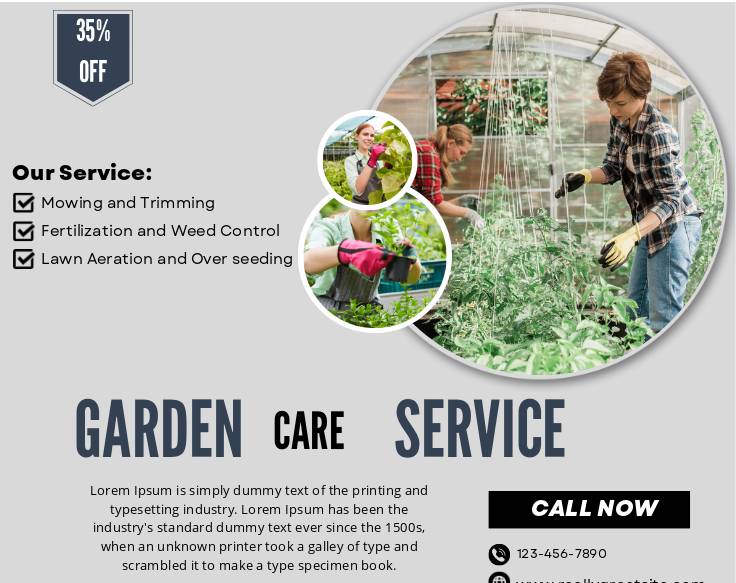 35%
OFF
Our Service:
Mowing and Trimming
Fertilization and Weed Control
Lawn Aeration and Over seeding
GARDEN CARE SERVICE
Lorem Ipsum is simply dummy text of the printing and
typesetting industry. Lorem Ipsum has been the
industry's standard dummy text ever since the 1500s,
when an unknown printer took a galley of type and
scrambled it to make a type specimen book.
CALL NOW
123-456-7890